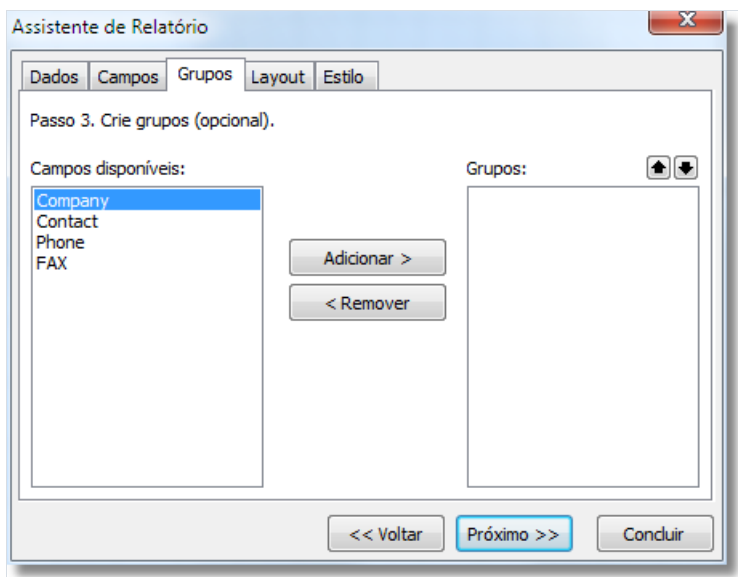 Assistente de Relatório
Dados Campos Grupos Layout Estilo
Passo 3. Crie grupos (opcional).
Campos disponíveis:
Grupos:
Company
Contact
Phone
FAX
Adicionar >
< Remover
<< Voltar
Próximo >>
Concluir